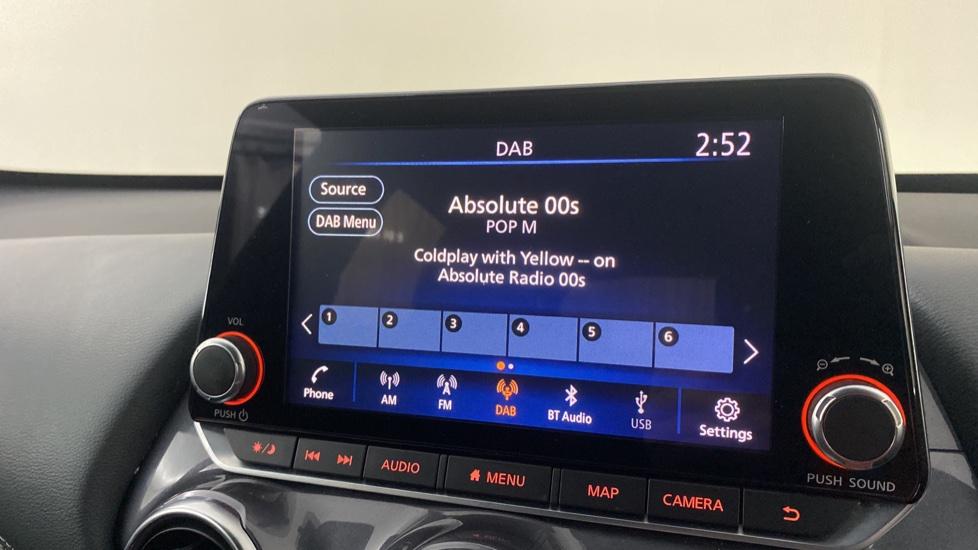 DAB
2:52
Source
DAB Menu
Absolute 00s
POP M
Coldplay with Yellow -- on
Absolute Radio 00s
1 2 3 4 5 6
Phone AM FM DAB BT Audio USB Settings
VOL
PUSH
PUSH SOUND
AUDIO MENU MAP CAMERA